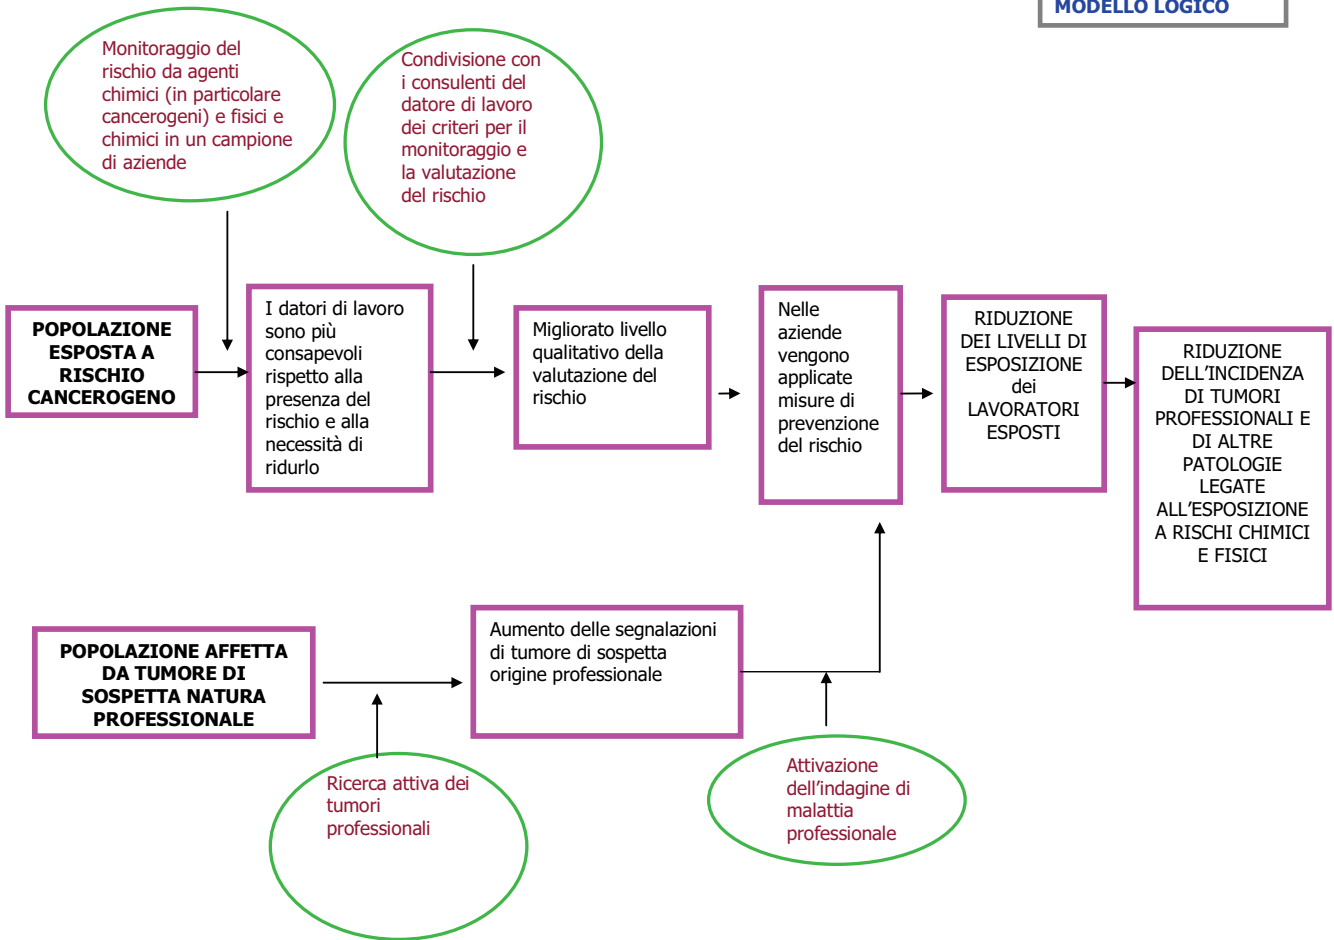 MODELLO LOGICO
Monitoraggio del
rischio da agenti
chimici (in particolare
cancerogeni) e fisici e
chimici in un campione
di aziende
Condivisione con
i consulenti del
datore di lavoro
dei criteri per il
monitoraggio e
la valutazione
del rischio
POPOLAZIONE
ESPOSTA A
RISCHIO
CANCEROGENO
I datori di lavoro
sono più
consapevoli
rispetto alla
presenza del
rischio e alla
necessità di
ridurlo
Migliorato livello
qualitativo della
valutazione del
rischio
Nelle
aziende
vengono
applicate
misure di
prevenzione
del rischio
RIDUZIONE
DEI LIVELLI DI
ESPOSIZIONE
dei
LAVORATORI
ESPOSTI
RIDUZIONE
DELL’INCIDENZA
DI TUMORI
PROFESSIONALI E
DI ALTRE
PATOLOGIE
LEGATE
ALL’ESPOSIZIONE
A RISCHI CHIMICI
E FISICI
POPOLAZIONE AFFETTA
DA TUMORE DI
SOSPETTA NATURA
PROFESSIONALE
Aumento delle segnalazioni
di tumore di sospetta
origine professionale
Ricerca attiva dei
tumori
professionali
Attivazione
dell’indagine di
malattia
professionale